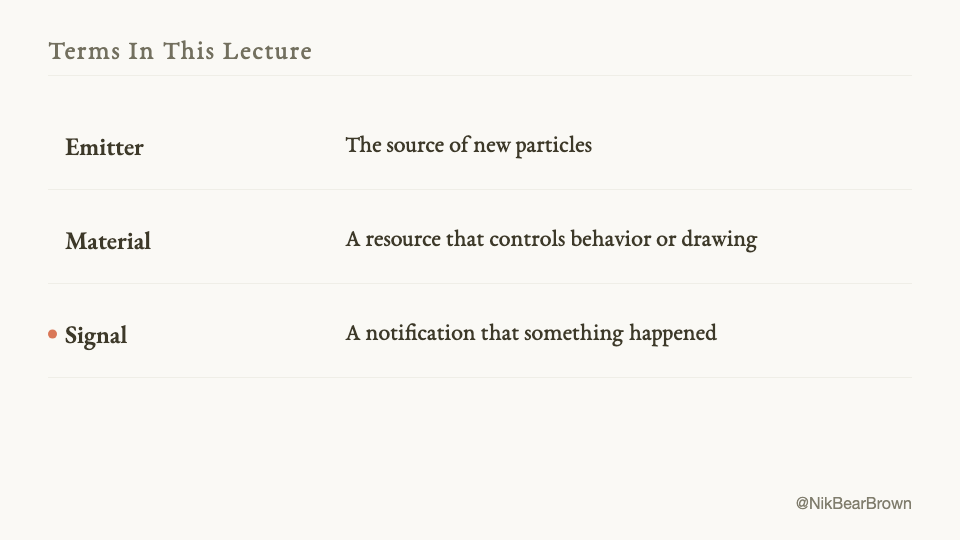 Terms In This Lecture
Emitter
The source of new particles
Material
A resource that controls behavior or drawing
Signal
A notification that something happened
@NikBearBrown